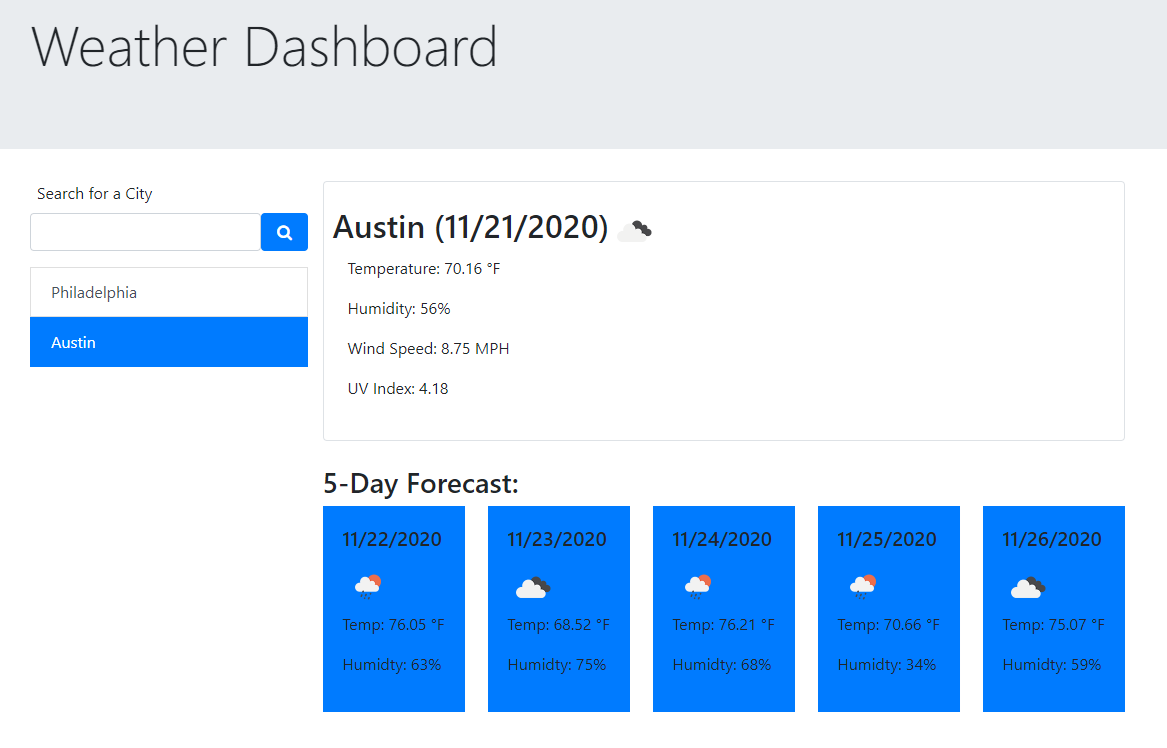 Weather Dashboard
Search for a City
Philadelphia
Austin
Austin (11/21/2020)
Temperature: 70.16 °F
Humidity: 56%
Wind Speed: 8.75 MPH
UV Index: 4.18
5-Day Forecast:
11/22/2020
Temp: 76.05 °F
Humidty: 63%
11/23/2020
Temp: 68.52 °F
Humidty: 75%
11/24/2020
Temp: 76.21 °F
Humidty: 68%
11/25/2020
Temp: 70.66 °F
Humidty: 34%
11/26/2020
Temp: 75.07 °F
Humidty: 59%